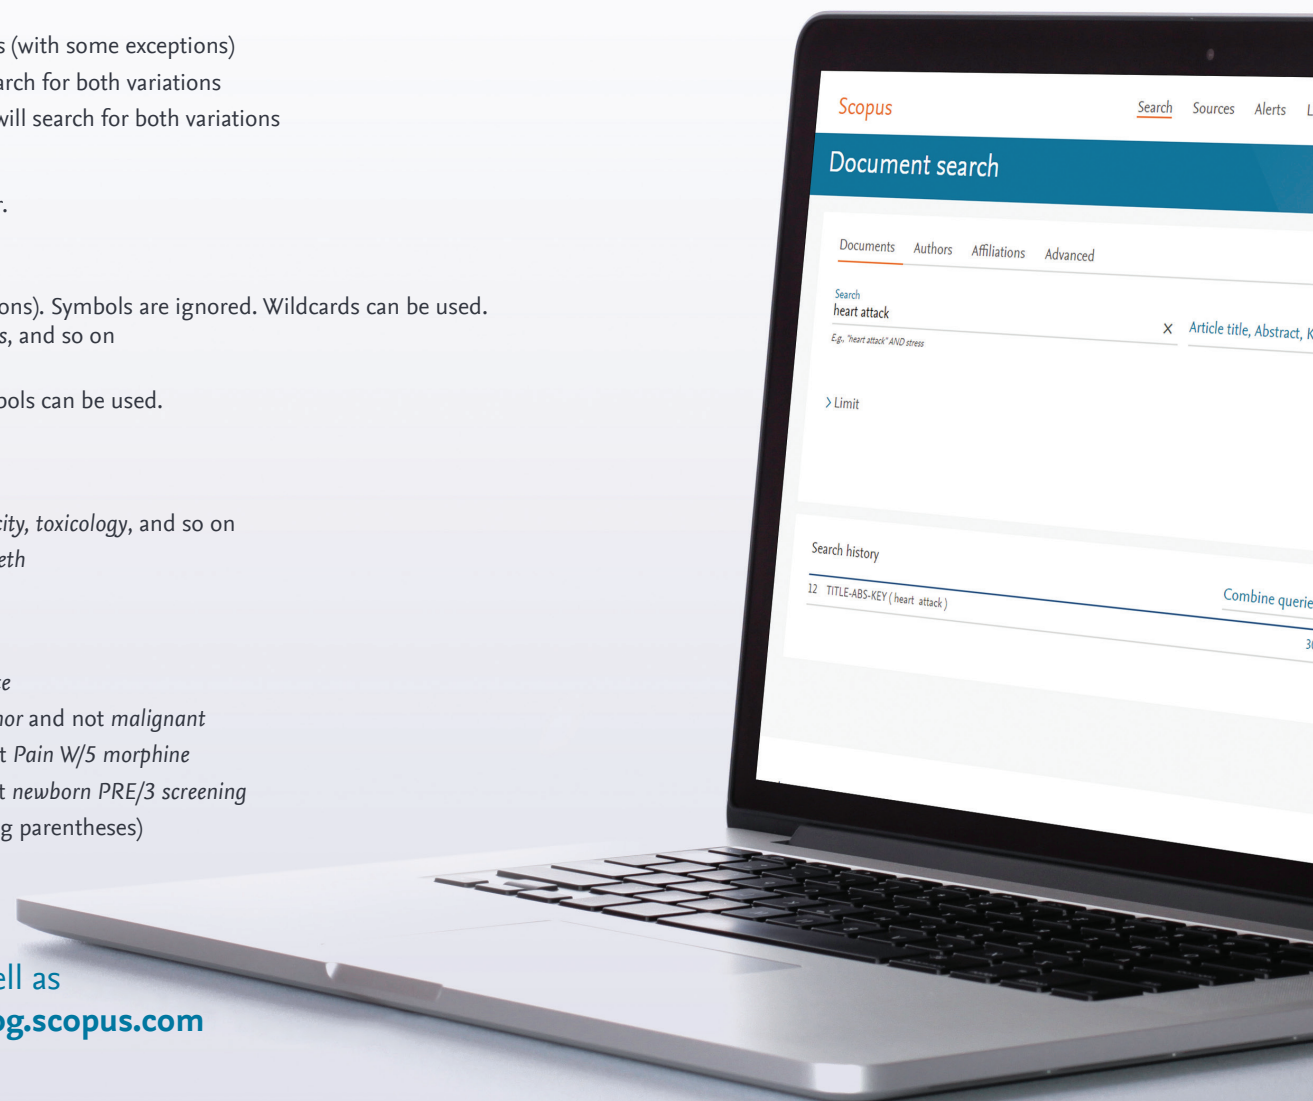 s (with some exceptions)
arch for both variations
will search for both variations
r.
ons). Symbols are ignored. Wildcards can be used.
s, and so on
bols can be used.
city, toxicology, and so on
eth
te
nor and not malignant
t Pain W/5 morphine
t newborn PRE/3 screening
g parentheses)
ell as
og.scopus.com
Scopus
Search Sources Alerts L
Document search
Documents Authors Affiliations Advanced
Search
heart attack
X Article title, Abstract, K
E.g., "heart attack" AND stress
> Limit
Search history
Combine querie
12 TITLE-ABS-KEY ( heart attack )
30